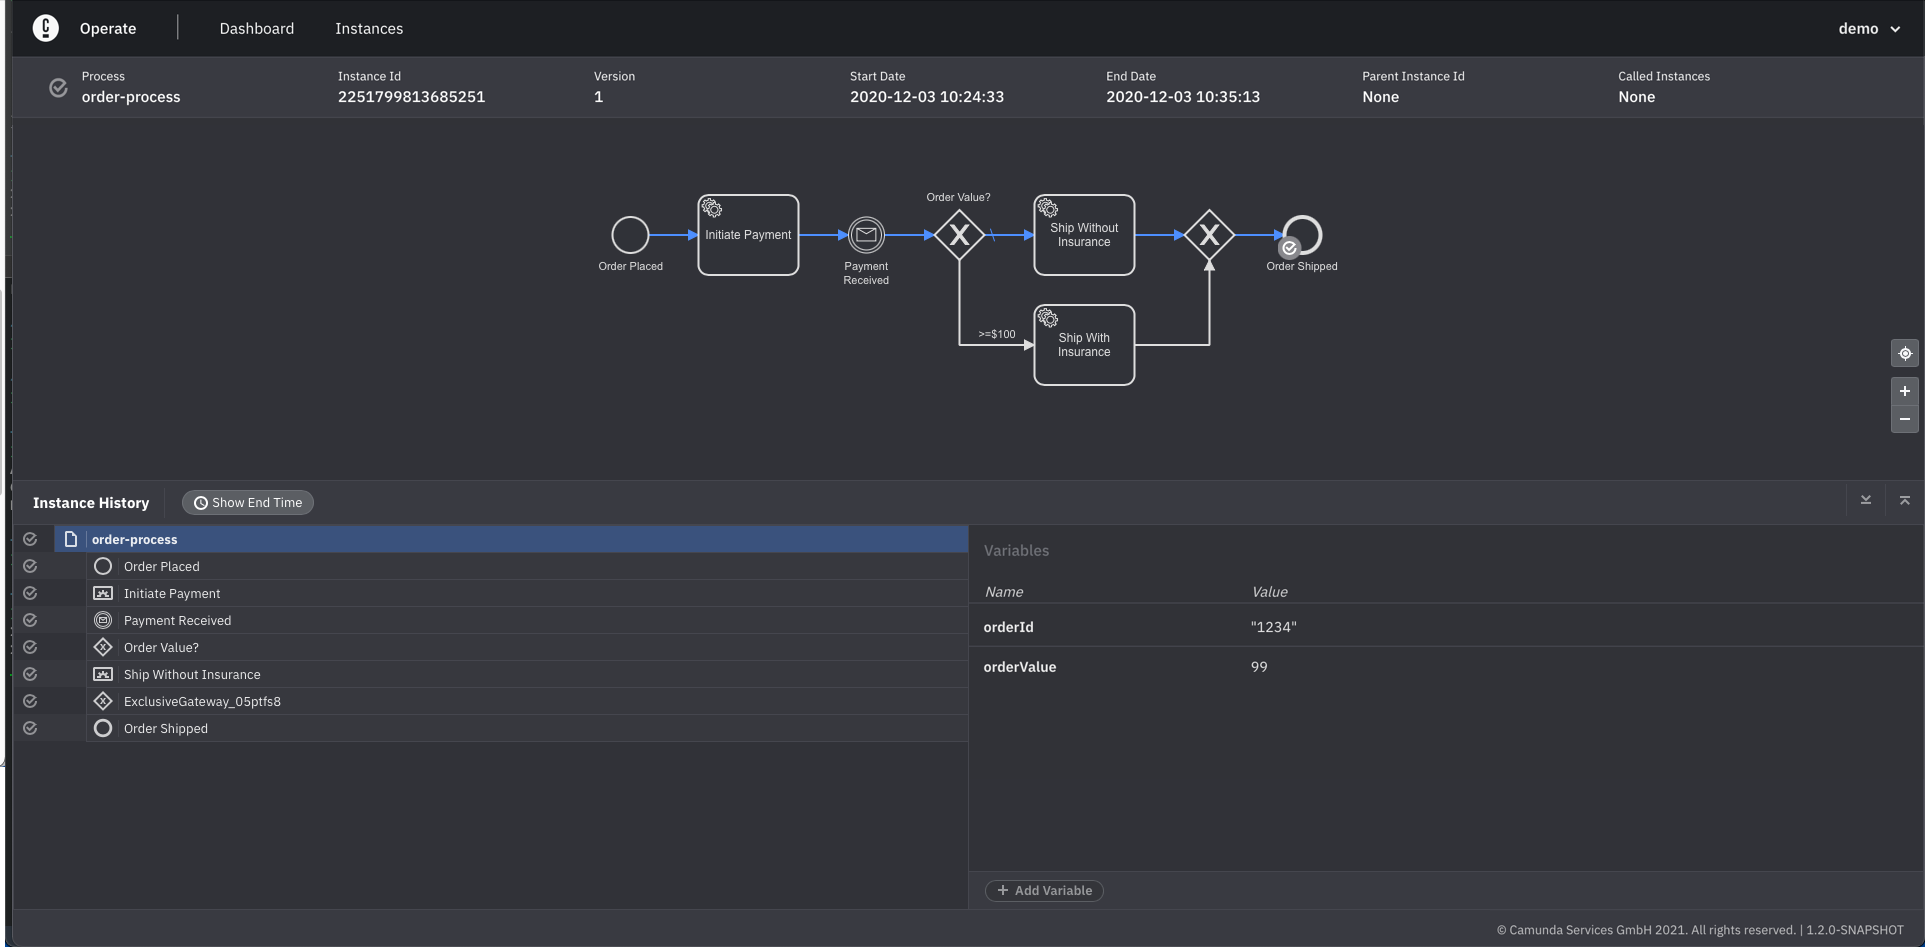 Operate
Dashboard
Instances
demo
Process
order-process
Instance Id
2251799813685251
Version
1
Start Date
2020-12-03 10:24:33
End Date
2020-12-03 10:35:13
Parent Instance Id
None
Called Instances
None
Order Placed
Initiate Payment
Payment
Received
Order Value?
X
Ship Without
Insurance
X
Order Shipped
>=$100
Ship With
Insurance
Instance History
Show End Time
order-process
Order Placed
Initiate Payment
Payment Received
Order Value?
Ship Without Insurance
ExclusiveGateway_05ptfs8
Order Shipped
Variables
Name
Value
orderId
"1234"
orderValue
99
+ Add Variable
© Camunda Services GmbH 2021. All rights reserved. | 1.2.0-SNAPSHOT